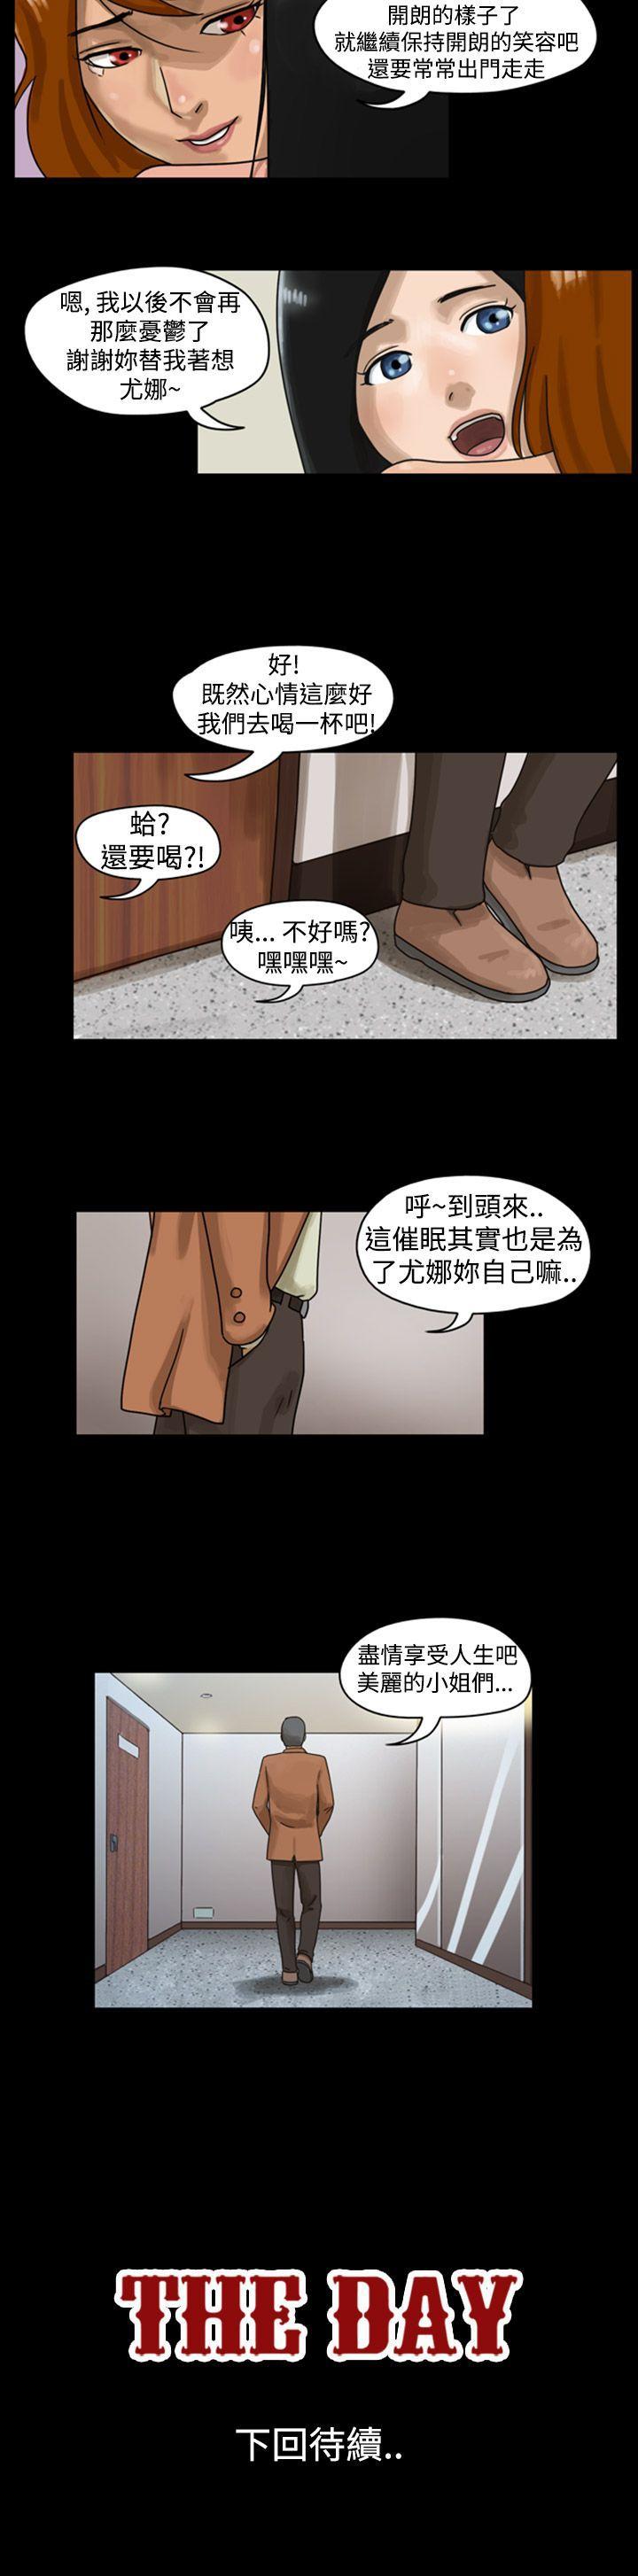 開朗的樣子了
就繼續保持開朗的笑容吧
還要常常出門走走
嗯, 我以後不會再
那麼憂鬱了
謝謝妳替我著想
尤娜~
好!
既然心情這麼好
我們去喝一杯吧!
蛤?
還要喝?!
咦... 不好嗎?
嘿嘿嘿~
呼~到頭來..
這催眠其實也是為
了尤娜妳自己嘛..
盡情享受人生吧
美麗的小姐們...
THE DAY
下回待續..